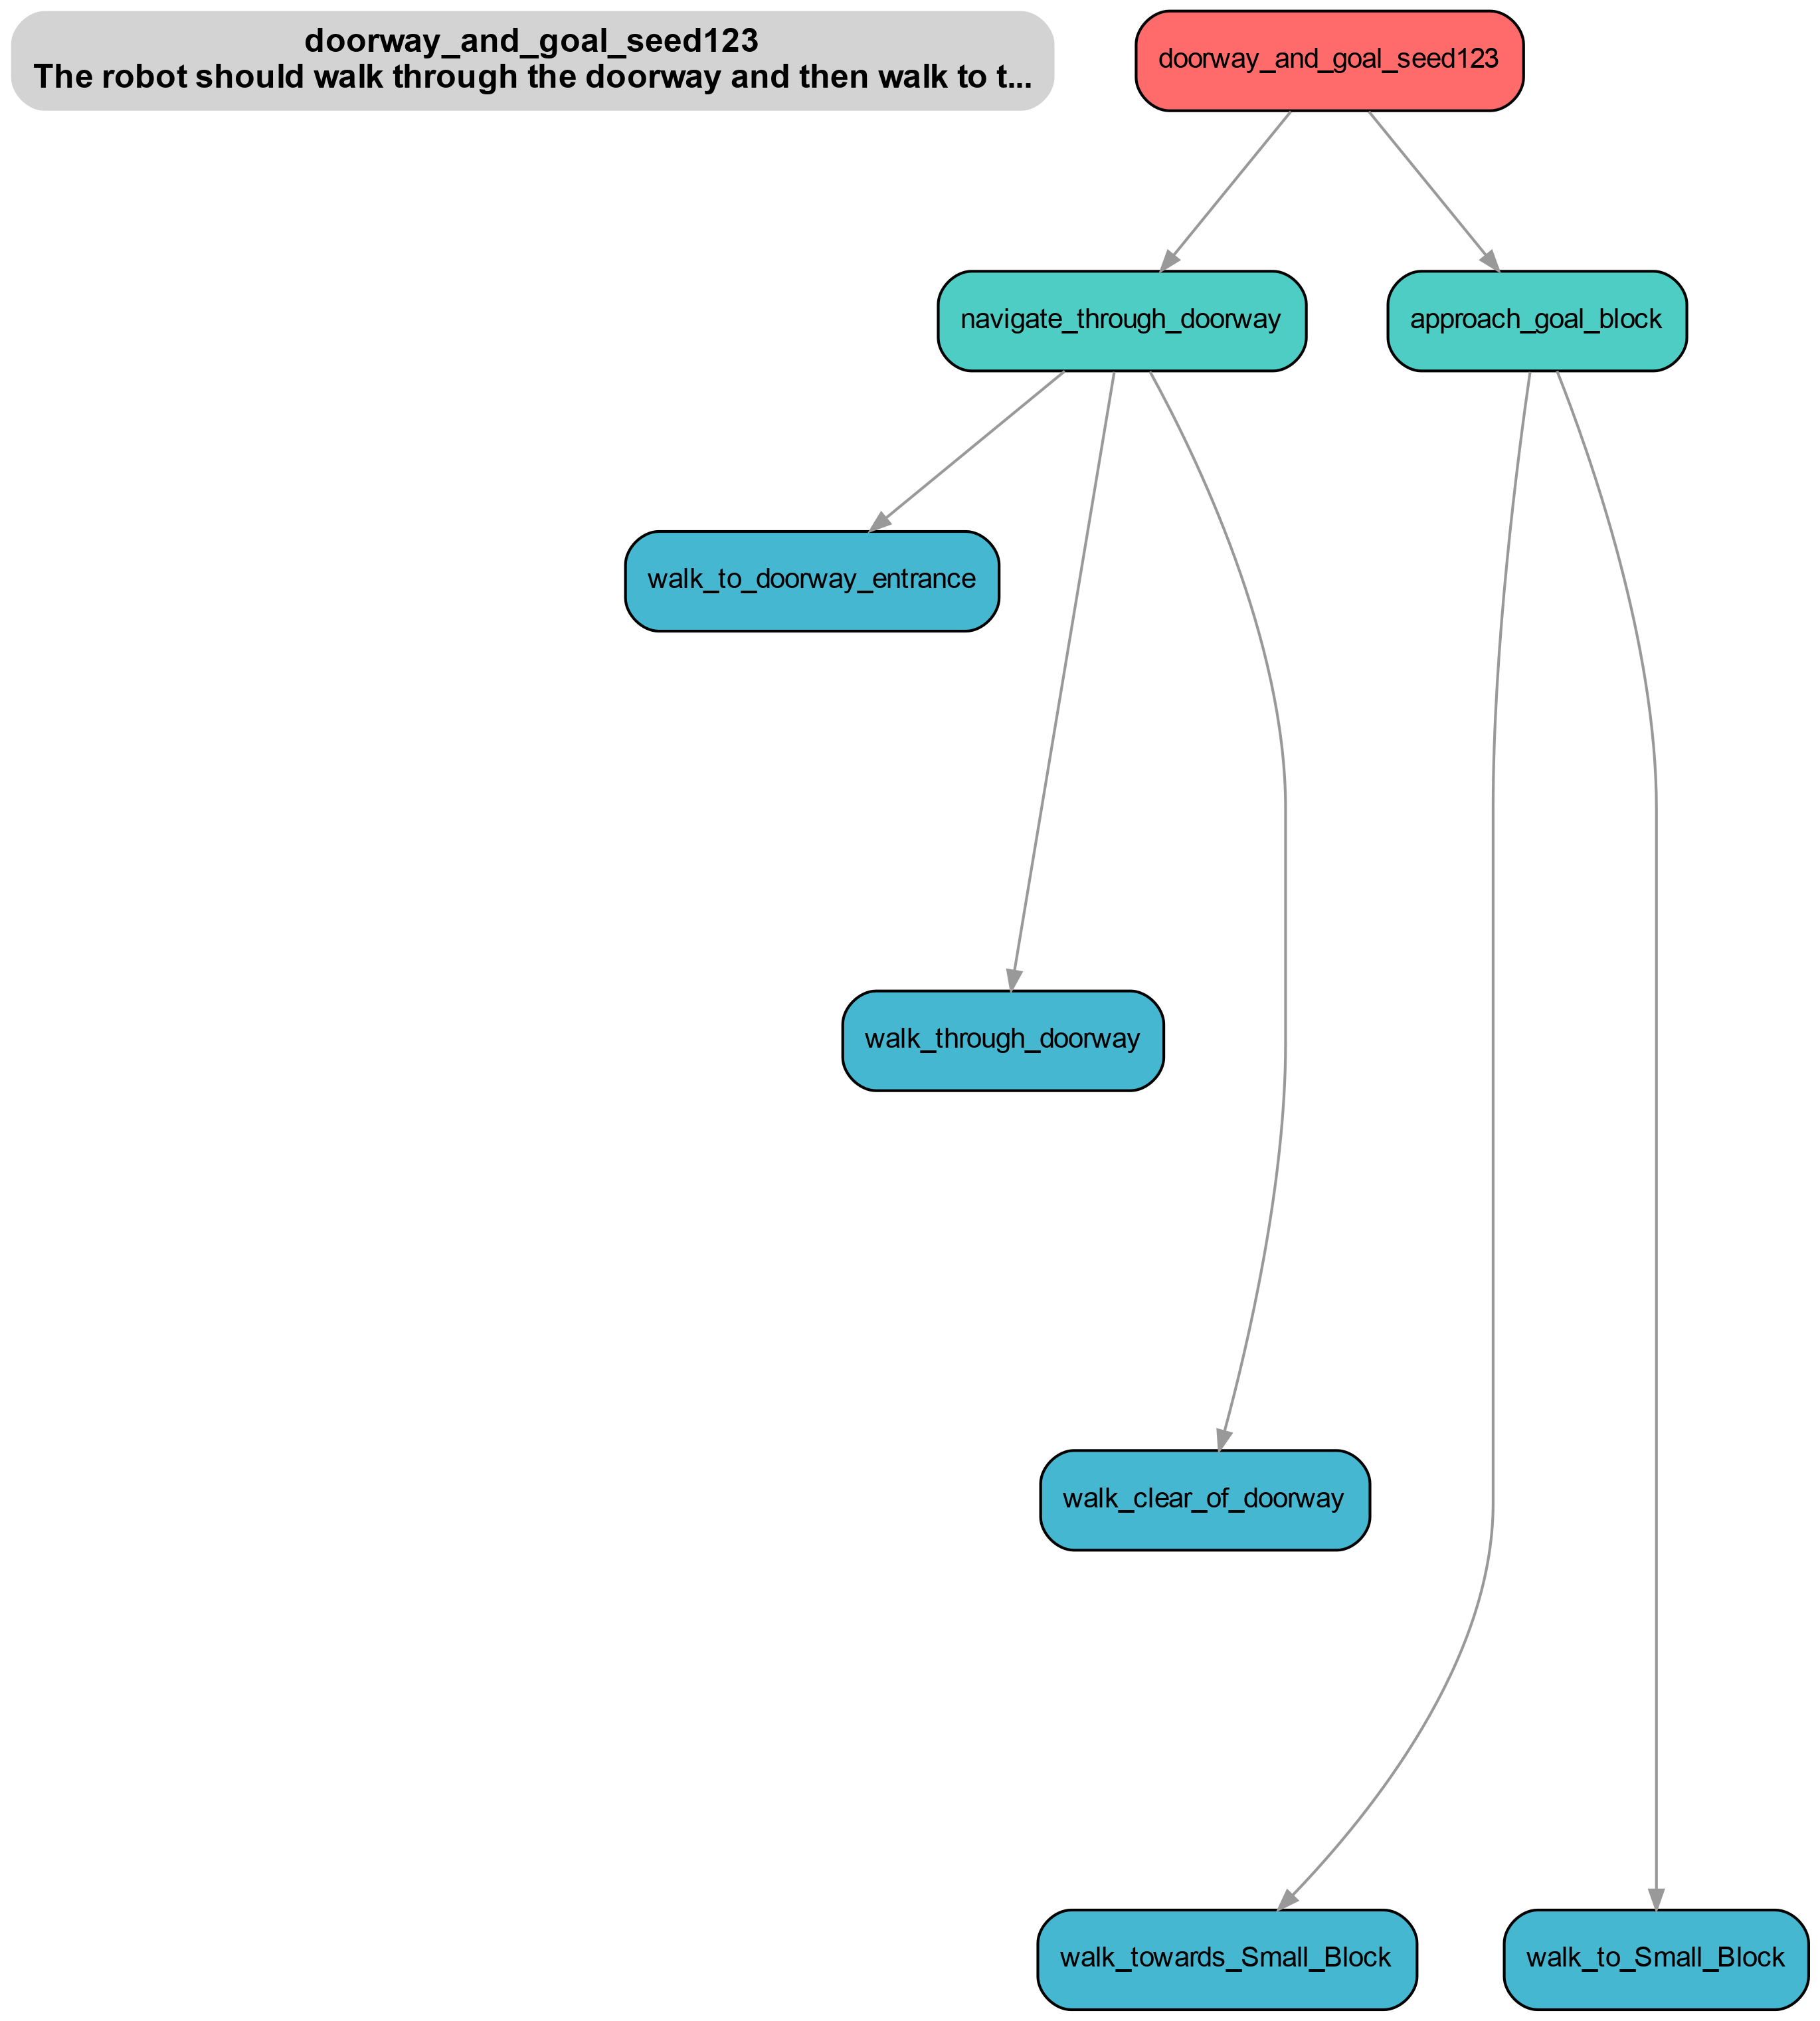 doorway_and_goal_seed123
The robot should walk through the doorway and then walk to t...
doorway_and_goal_seed123
navigate_through_doorway
approach_goal_block
walk_to_doorway_entrance
walk_through_doorway
walk_clear_of_doorway
walk_towards_Small_Block
walk_to_Small_Block